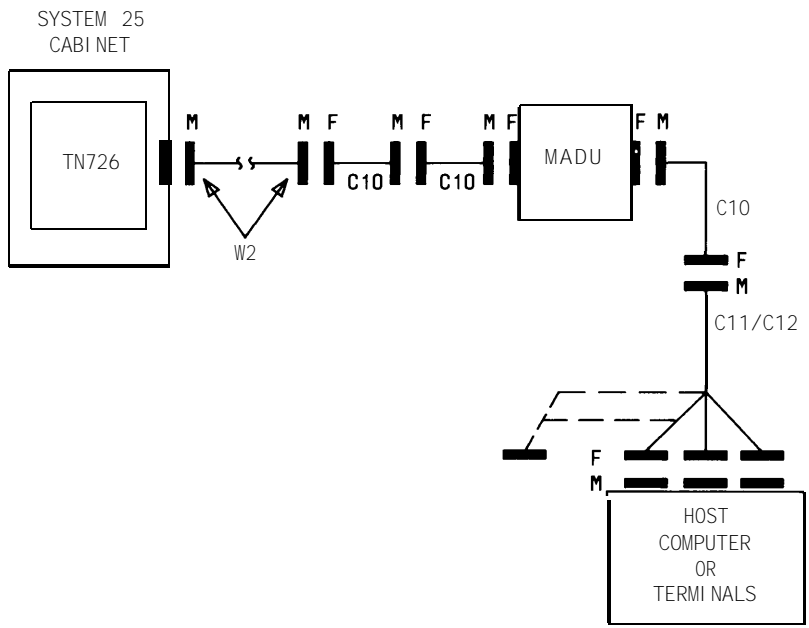 SYSTEM 25
CABINET
M M F M F M F F M
TN726
MADU
C10 C10
C10
W2
F
M
C11/C12
F
M
HOST
COMPUTER
OR
TERMINALS